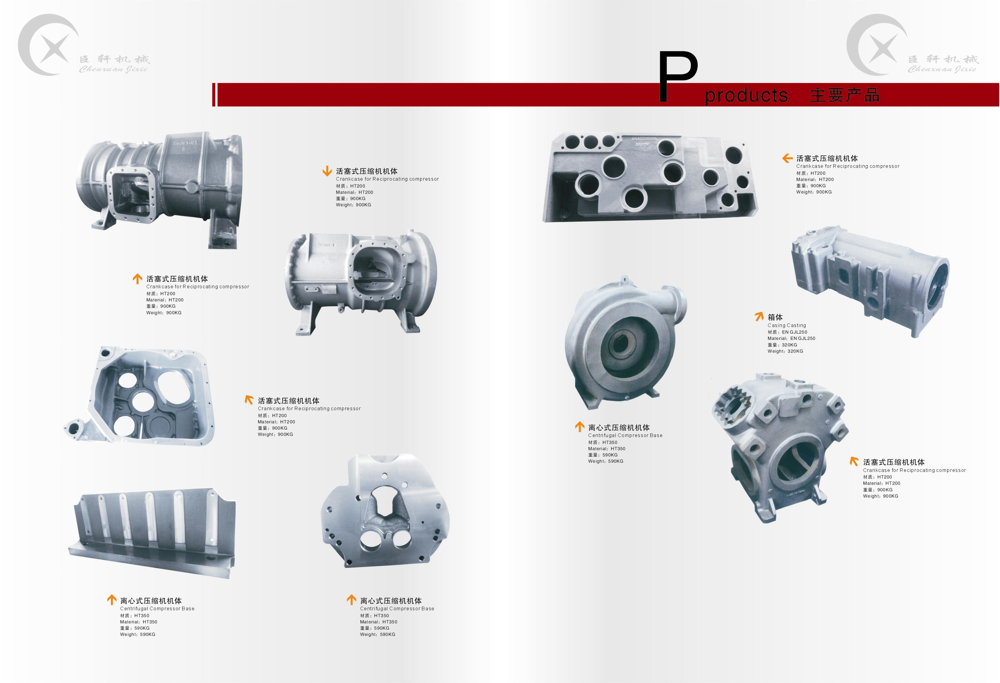 臣轩机械
Chenxuan Jixie
臣轩机械
Chenxuan Jixie
P products 主要产品
活塞式压缩机机体
Crankcase for Reciprocating compressor
材质：HT200
Material：HT200
重量：900KG
Weight：900KG
活塞式压缩机机体
Crankcase for Reciprocating compressor
材质：HT200
Material：HT200
重量：900KG
Weight：900KG
活塞式压缩机机体
Crankcase for Reciprocating compressor
材质：HT200
Material：HT200
重量：900KG
Weight：900KG
离心式压缩机机体
Centrifugal Compressor Base
材质：HT350
Material：HT350
重量：590KG
Weight：590KG
离心式压缩机机体
Centrifugal Compressor Base
材质：HT350
Material：HT350
重量：590KG
Weight：590KG
活塞式压缩机机体
Crankcase for Reciprocating compressor
材质：HT200
Material：HT200
重量：900KG
Weight：900KG
箱体
Casing Casting
材质：EN GJL250
Material：EN GJL250
重量：320KG
Weight：320KG
离心式压缩机机体
Centrifugal Compressor Base
材质：HT350
Material：HT350
重量：590KG
Weight：590KG
活塞式压缩机机体
Crankcase for Reciprocating compressor
材质：HT200
Material：HT200
重量：900KG
Weight：900KG